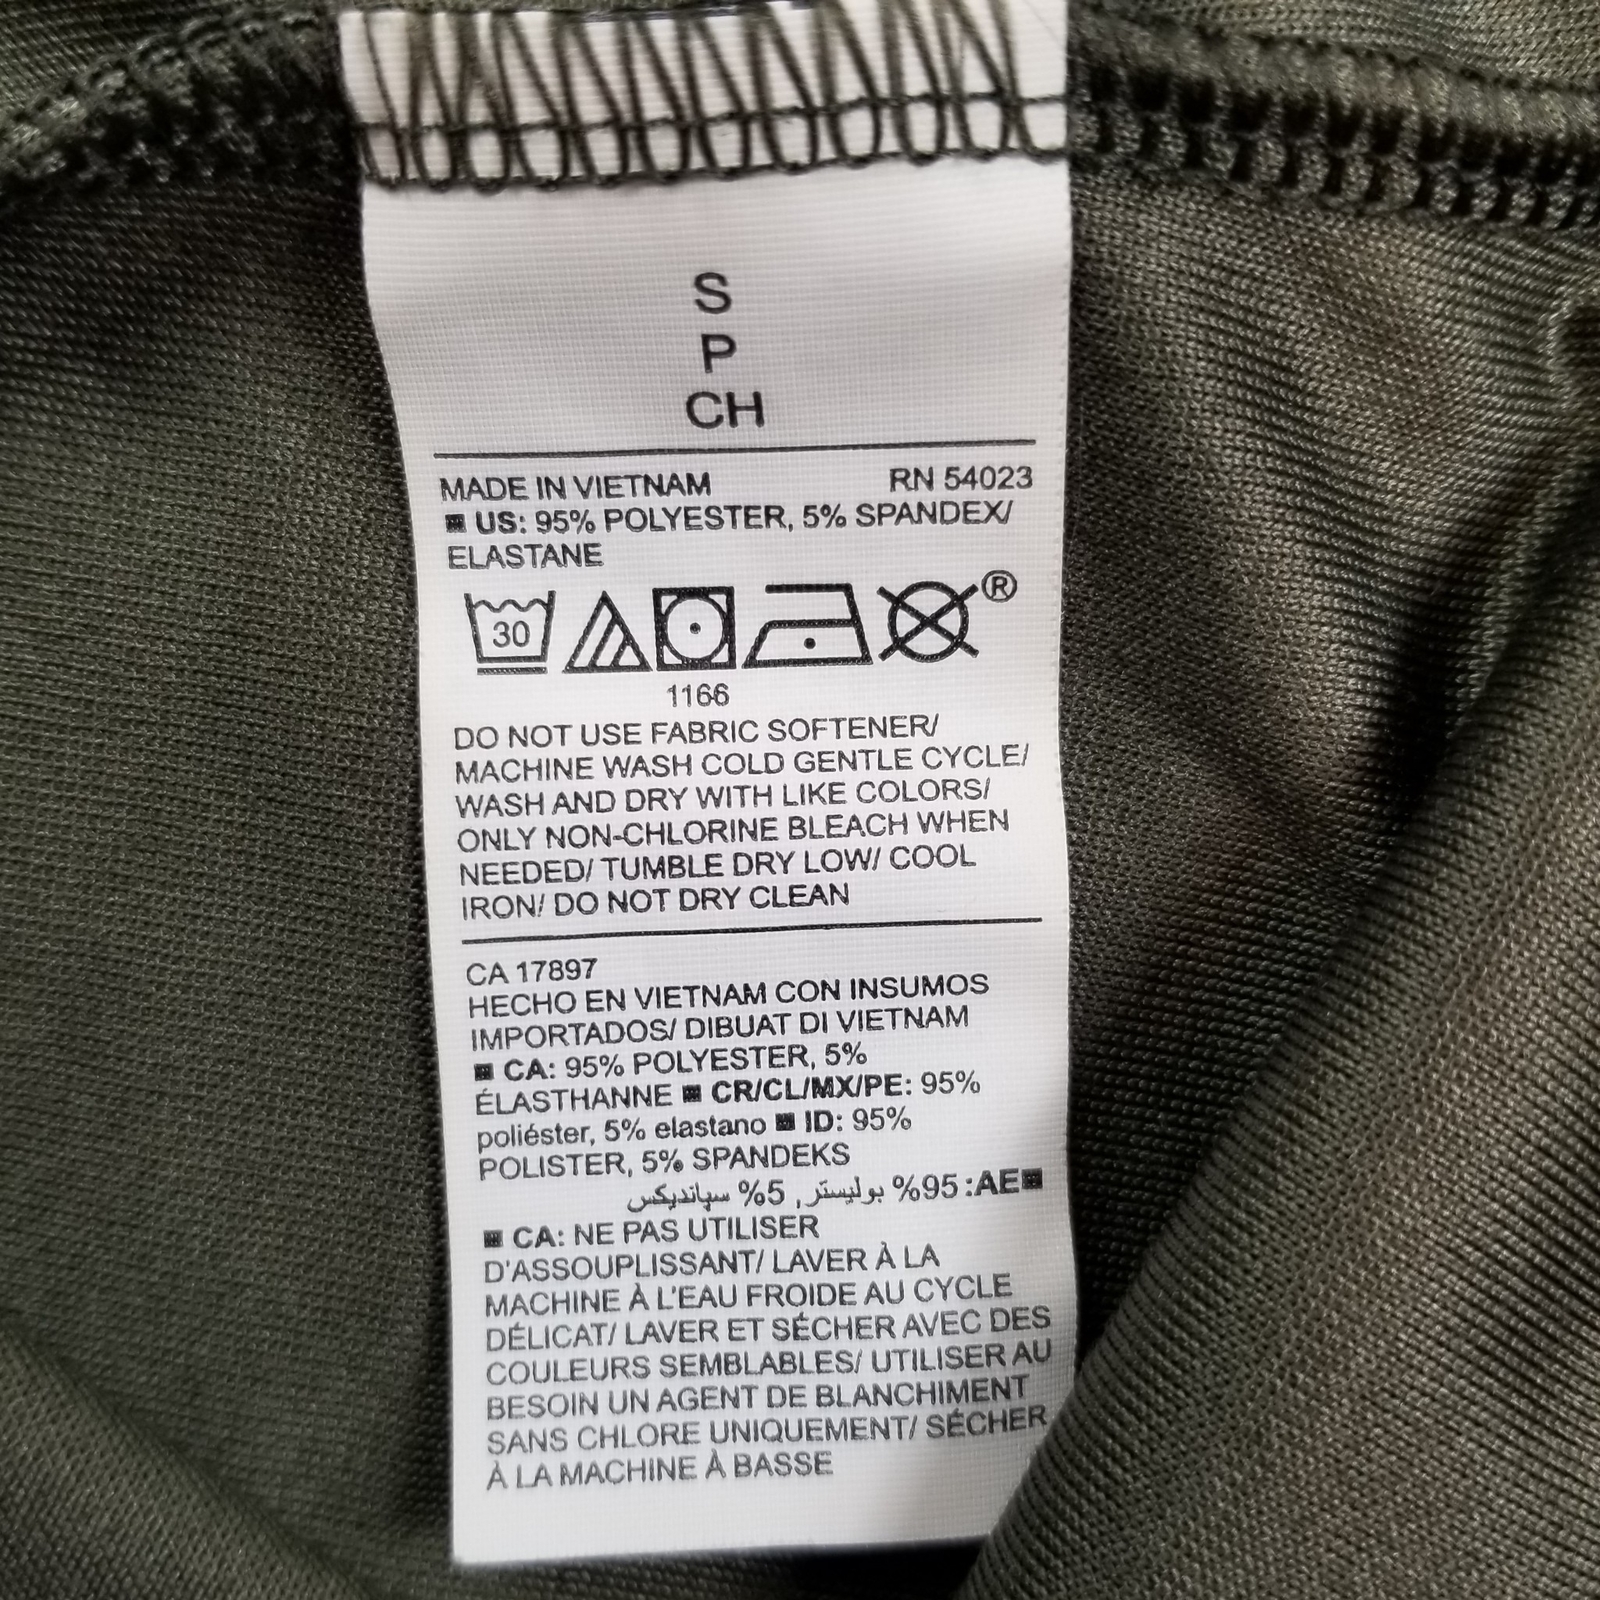 S
P
CH
MADE IN VIETNAM RN 54023
■ US: 95% POLYESTER, 5% SPANDEX/
ELASTANE
30 ®
1166
DO NOT USE FABRIC SOFTENER/
MACHINE WASH COLD GENTLE CYCLE/
WASH AND DRY WITH LIKE COLORS/
ONLY NON-CHLORINE BLEACH WHEN
NEEDED/ TUMBLE DRY LOW/ COOL
IRON/ DO NOT DRY CLEAN
CA 17897
HECHO EN VIETNAM CON INSUMOS
IMPORTADOS/ DIBUAT DI VIETNAM
■ CA: 95% POLYESTER, 5%
ÉLASTHANNE ■ CR/CL/MX/PE: 95%
poliéster, 5% elastano ■ ID: 95%
POLISTER, 5% SPANDEKS
■AE: 95% بوليستر, 5% سپانديكس
■ CA: NE PAS UTILISER
D'ASSOUPLISSANT/ LAVER À LA
MACHINE À L'EAU FROIDE AU CYCLE
DÉLICAT/ LAVER ET SÉCHER AVEC DES
COULEURS SEMBLABLES/ UTILISER AU
BESOIN UN AGENT DE BLANCHIMENT
SANS CHLORE UNIQUEMENT/ SÉCHER
À LA MACHINE À BASSE